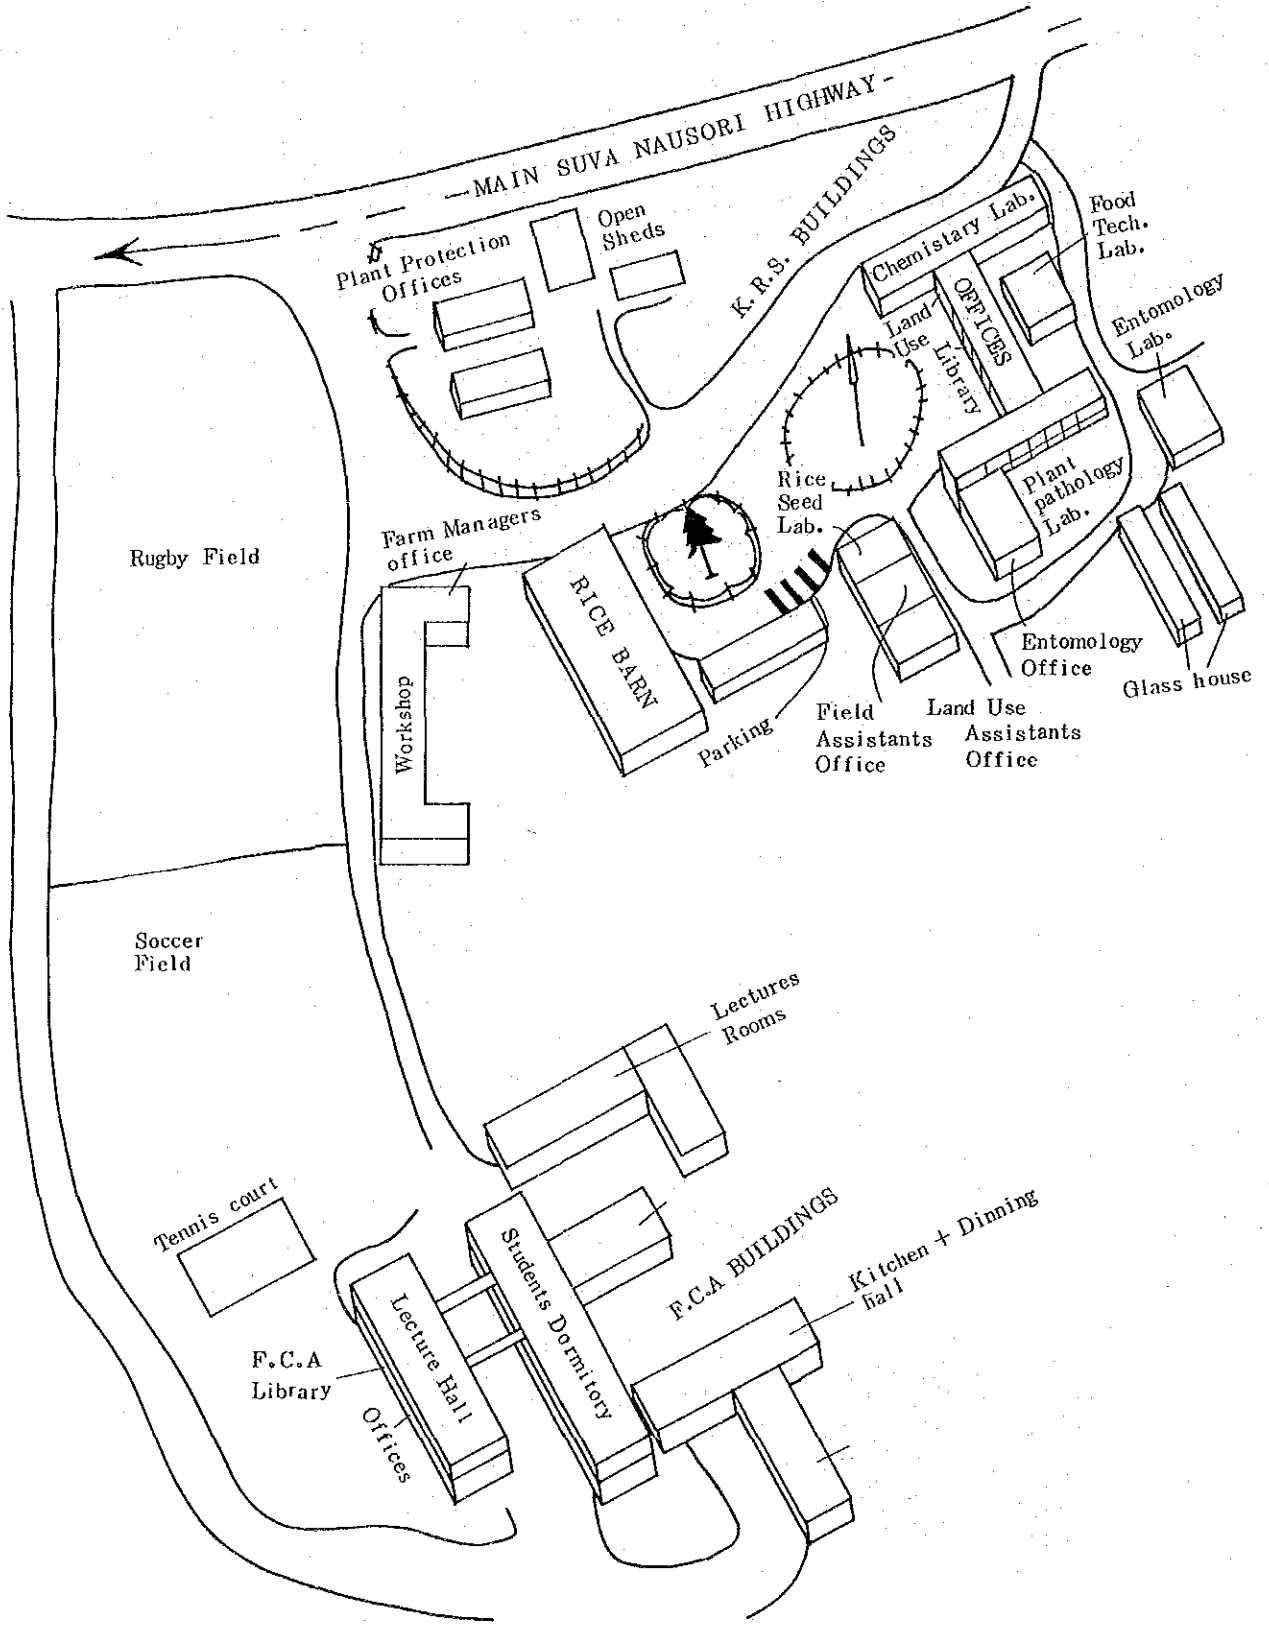 —MAIN SUVA NAUSORI HIGHWAY-
K.R.S. BUILDINGS
Open
Sheds
Plant Protection
Offices
Chemistary Lab.
Food
Tech.
Lab.
OFFICES
Land
Use
Library
Entomology
Lab.
Plant
pathology
Lab.
Rice
Seed
Lab.
Farm Managers
office
Rugby Field
RICE BARN
Workshop
Parking
Field
Assistants
Office
Land Use
Assistants
Office
Entomology
Office
Glass house
Soccer
Field
Lectures
Rooms
Tennis court
Students Dormitory
F.C.A BUILDINGS
Kitchen + Dinning
hall
Lecture Hall
F.C.A
Library
Offices